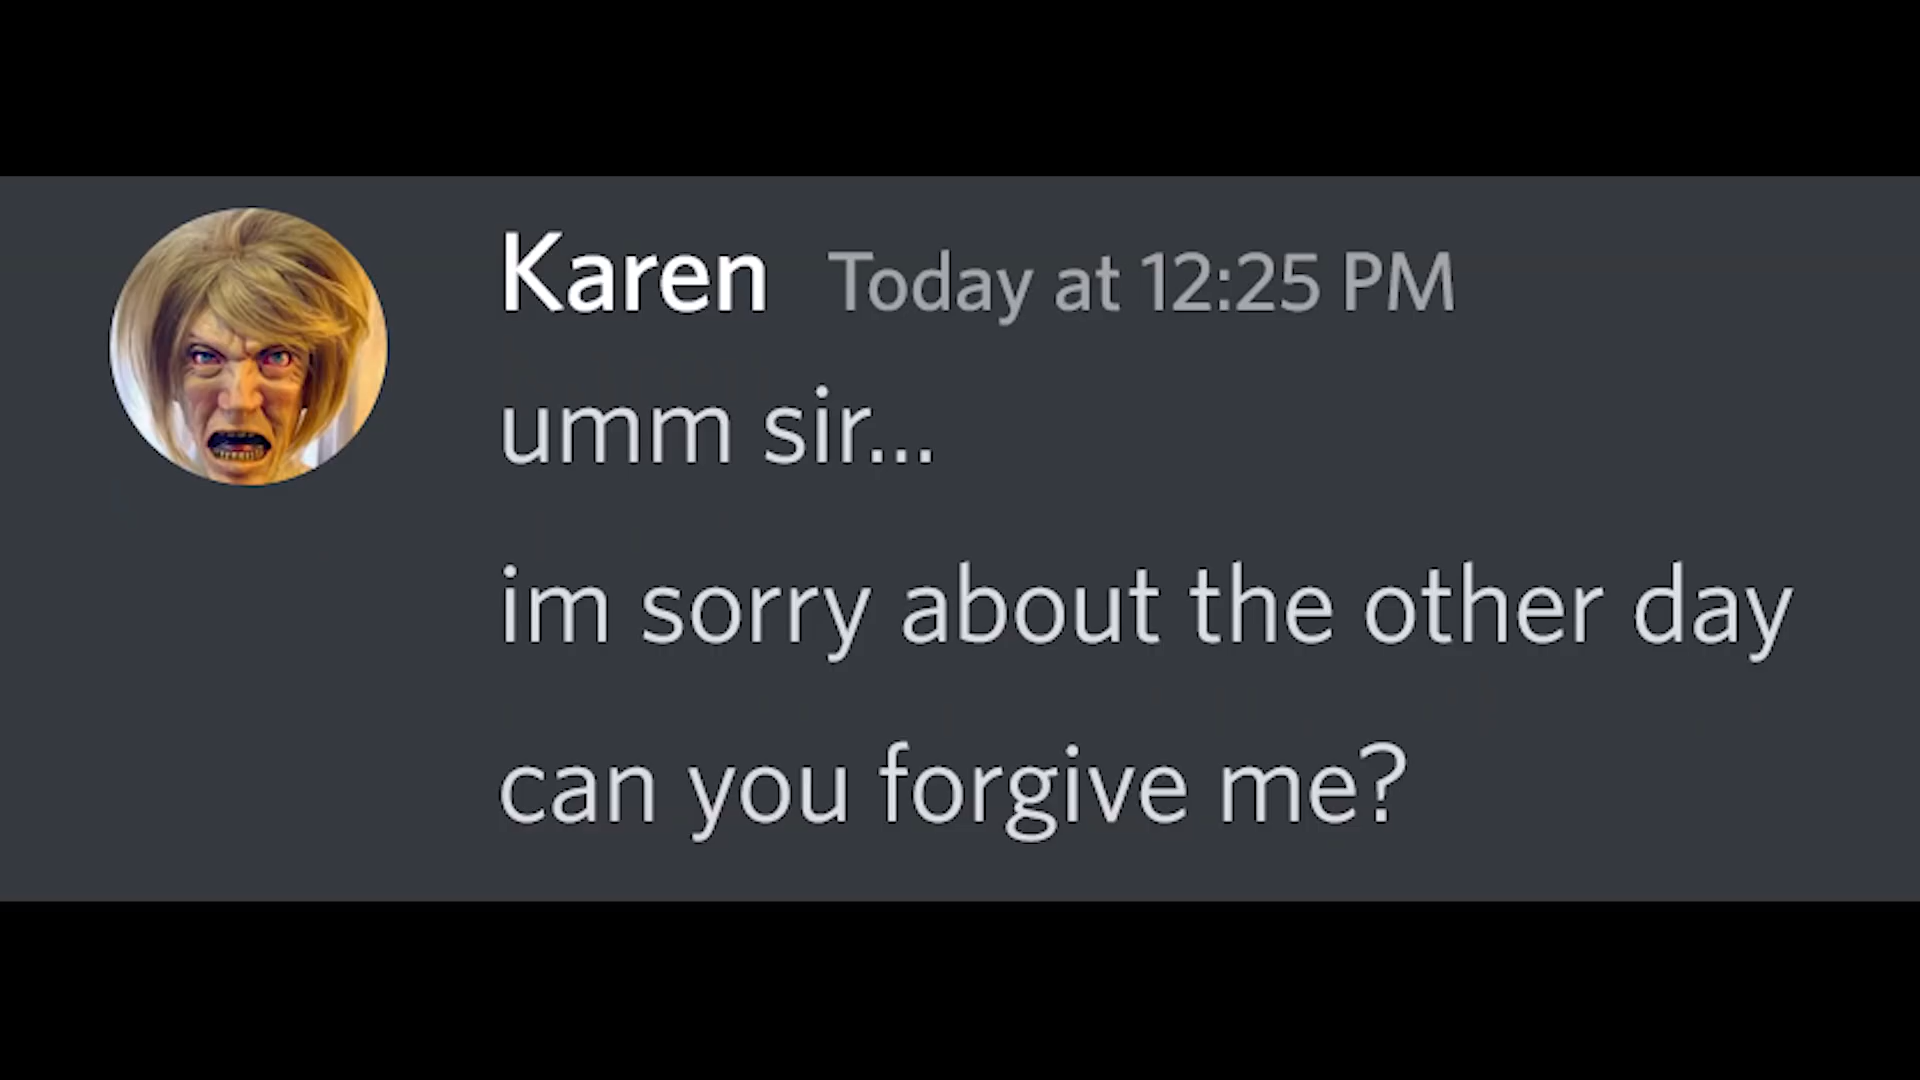 Karen Today at 12:25 PM
umm sir...
im sorry about the other day
can you forgive me?